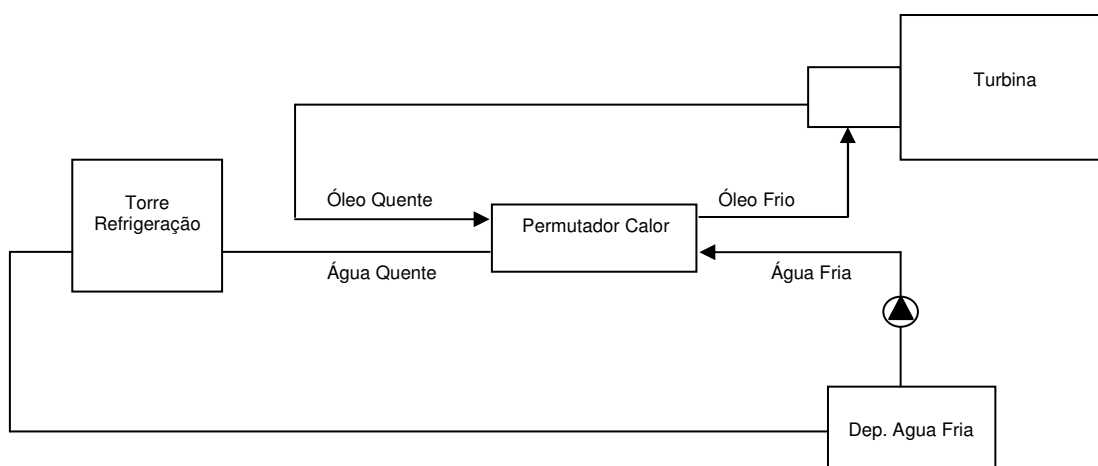 Turbina
Torre
Refrigeração
Óleo Quente
Óleo Frio
Permutador Calor
Água Quente
Água Fria
Dep. Agua Fria